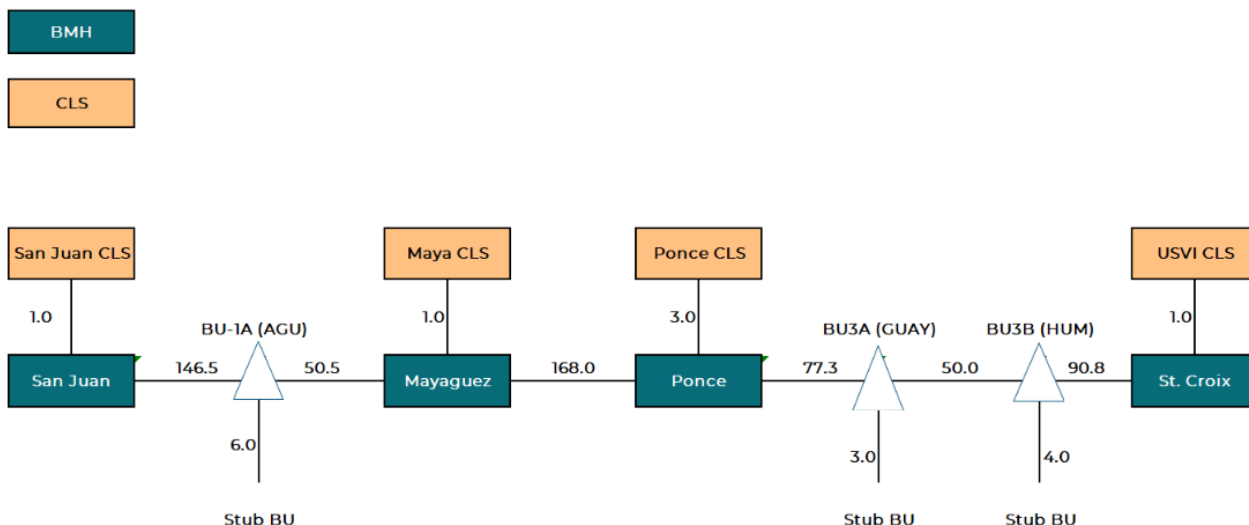 BMH
CLS
San Juan CLS
Maya CLS
Ponce CLS
USVI CLS
1.0
BU-1A (AGU)
1.0
3.0
BU3A (GUAY)
BU3B (HUM)
1.0
San Juan
146.5
50.5
Mayaguez
168.0
Ponce
77.3
50.0
90.8
St. Croix
6.0
3.0
4.0
Stub BU
Stub BU
Stub BU